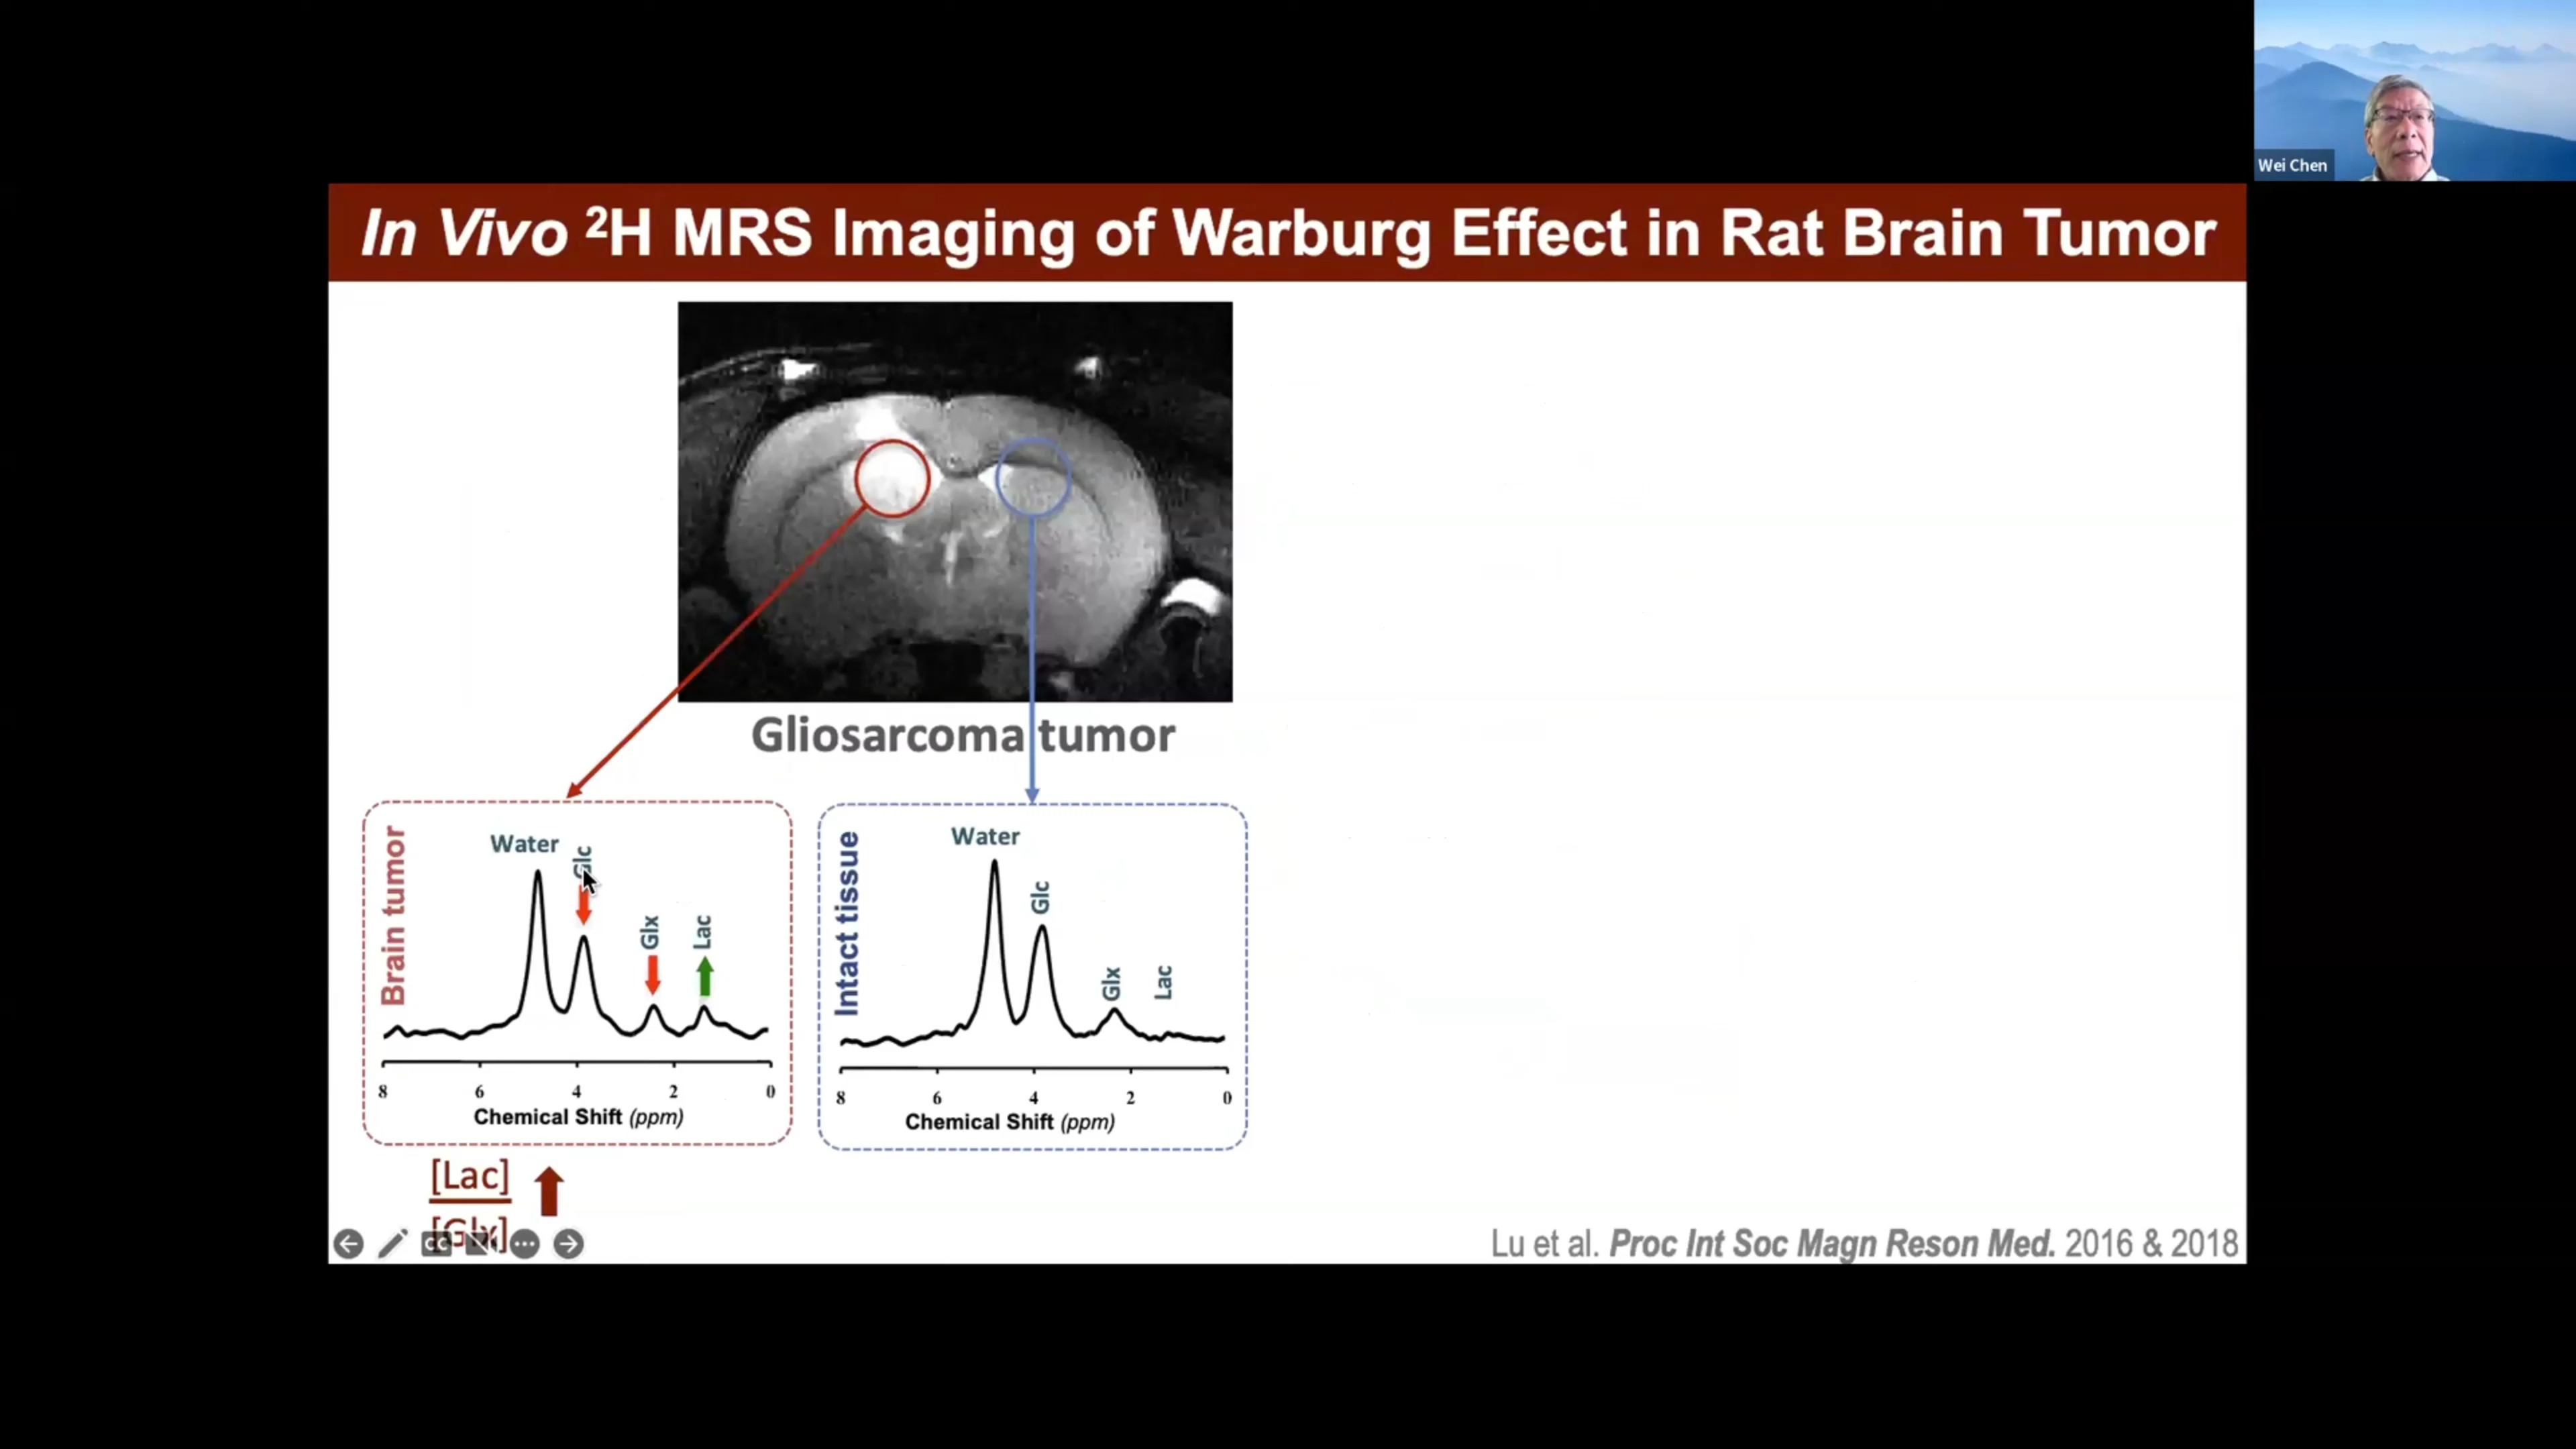 Wei Chen
In Vivo ²H MRS Imaging of Warburg Effect in Rat Brain Tumor
Gliosarcoma tumor
Brain tumor
Water
Glc
Glx
Lac
8 6 4 2 0
Chemical Shift (ppm)
Intact tissue
Water
Glc
Glx
Lac
8 6 4 2 0
Chemical Shift (ppm)
[Lac]
[Glx]
CC
Lu et al. Proc Int Soc Magn Reson Med. 2016 & 2018